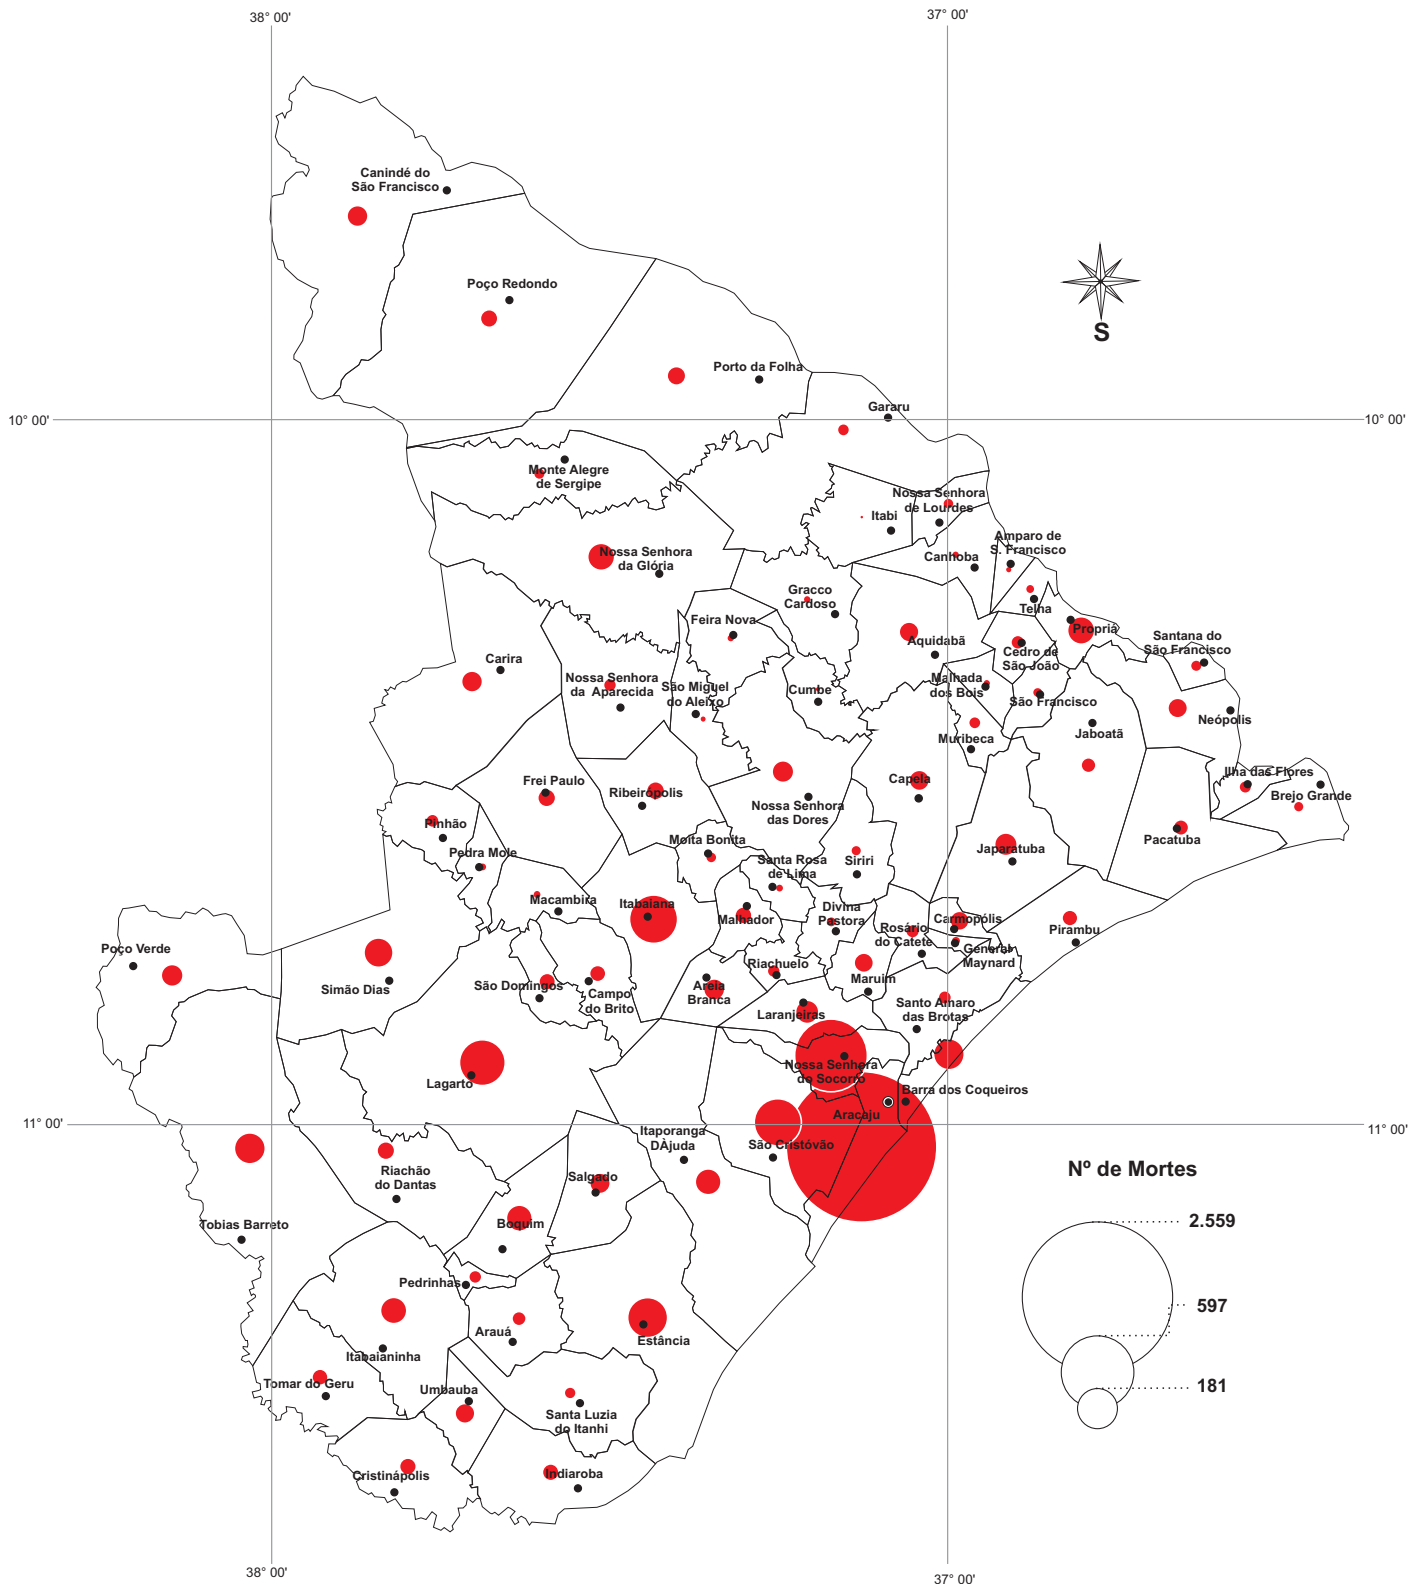 38° 00'
37° 00'
Canindé do
São Francisco
Poço Redondo
S
Porto da Folha
Gararu
10° 00'
10° 00'
Monte Alegre
de Sergipe
Nossa Senhora
de Lourdes
Itabi
Amparo de
S. Francisco
Canhoba
Nossa Senhora
da Glória
Gracco
Cardoso
Telha
Feira Nova
Propriá
Santana do
São Francisco
Aquidabã
Cedro de
São João
Carira
Nossa Senhora
da Aparecida
São Miguel
do Aleixo
Cumbe
Malhada
dos Bois
São Francisco
Neópolis
Jaboatã
Muribeca
Frei Paulo
Ribeirópolis
Capela
Ilha das Flores
Brejo Grande
Nossa Senhora
das Dores
Pinhão
Moita Bonita
Pacatuba
Pedra Mole
Santa Rosa
de Lima
Siriri
Japaratuba
Macambira
Itabaiana
Malhador
Divina
Pastora
Carmopólis
Rosário
do Catete
Pirambu
Poço Verde
General
Maynard
Riachuelo
Simão Dias
São Domingos
Campo
do Brito
Areia
Branca
Maruim
Santo Amaro
das Brotas
Laranjeiras
Nossa Senhora
do Socorro
Lagarto
Barra dos Coqueiros
Aracaju
11° 00'
11° 00'
Itaporanga
DÀjuda
São Cristóvão
Riachão
do Dantas
Salgado
Nº de Mortes
Tobias Barreto
Boquim
2.559
Pedrinhas
597
Arauá
Estância
Itabaianinha
Tomar do Geru
Umbauba
181
Santa Luzia
do Itanhi
Cristinápolis
Indiaroba
38° 00'
37° 00'